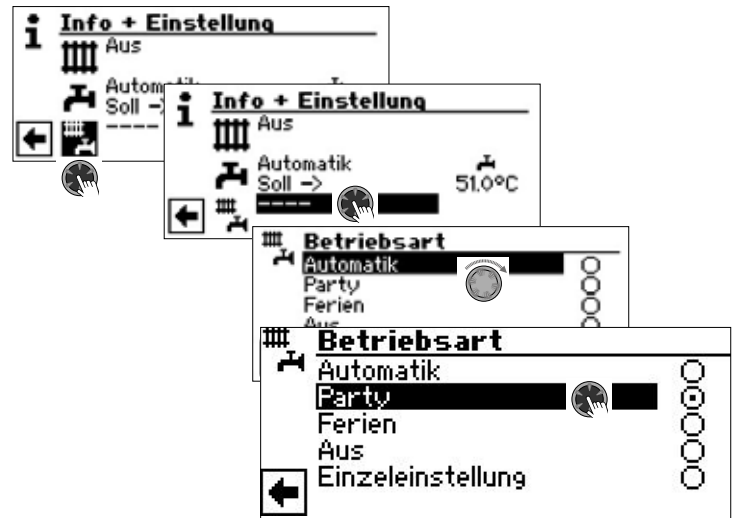 Info + Einstellung
Aus
Automatik
Soll ->
----
Info + Einstellung
Aus
Automatik
Soll -> 51.0°C
----
Betriebsart
Automatik
Party
Ferien
Aus
Betriebsart
Automatik
Party
Ferien
Aus
Einzeleinstellung